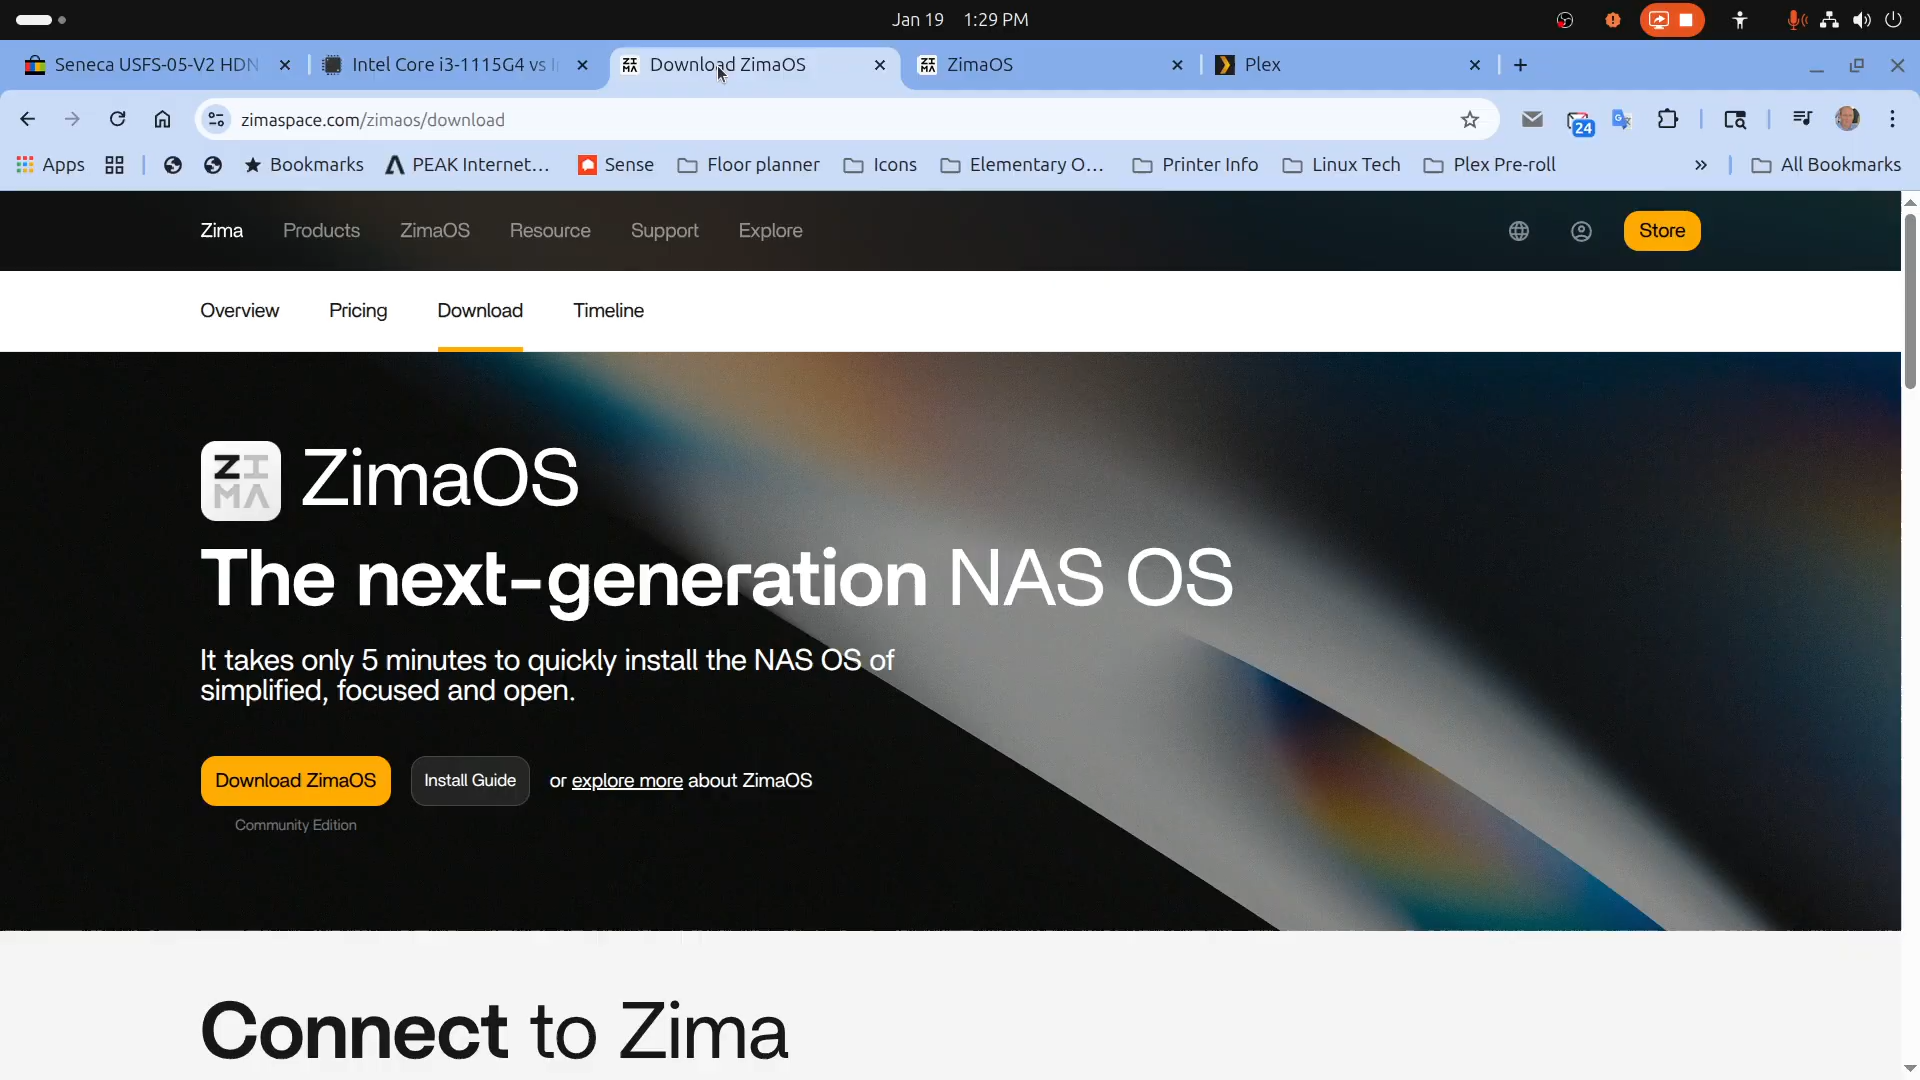 Jan 19 1:29 PM
Seneca USFS-05-V2 HDN
Intel Core i3-1115G4 vs I
Download ZimaOS
ZimaOS
Plex
zimaspace.com/zimaos/download
24
Apps
Bookmarks
PEAK Internet...
Sense
Floor planner
Icons
Elementary O...
Printer Info
Linux Tech
Plex Pre-roll
All Bookmarks
Zima
Products
ZimaOS
Resource
Support
Explore
Store
Overview
Pricing
Download
Timeline
ZIMA
ZimaOS
The next-generation NAS OS
It takes only 5 minutes to quickly install the NAS OS of
simplified, focused and open.
Download ZimaOS
Install Guide
or explore more about ZimaOS
Community Edition
Connect to Zima